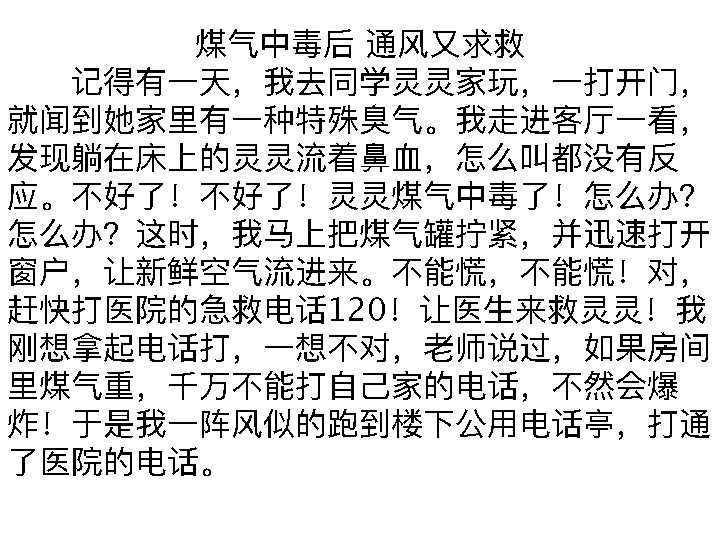 煤气中毒后 通风又求救
记得有一天，我去同学灵灵家玩，一打开门，
就闻到她家里有一种特殊臭气。我走进客厅一看，
发现躺在床上的灵灵流着鼻血，怎么叫都没有反
应。不好了！不好了！灵灵煤气中毒了！怎么办？
怎么办？这时，我马上把煤气罐拧紧，并迅速打开
窗户，让新鲜空气流进来。不能慌，不能慌！对，
赶快打医院的急救电话120！让医生来救灵灵！我
刚想拿起电话打，一想不对，老师说过，如果房间
里煤气重，千万不能打自己家的电话，不然会爆
炸！于是我一阵风似的跑到楼下公用电话亭，打通
了医院的电话。